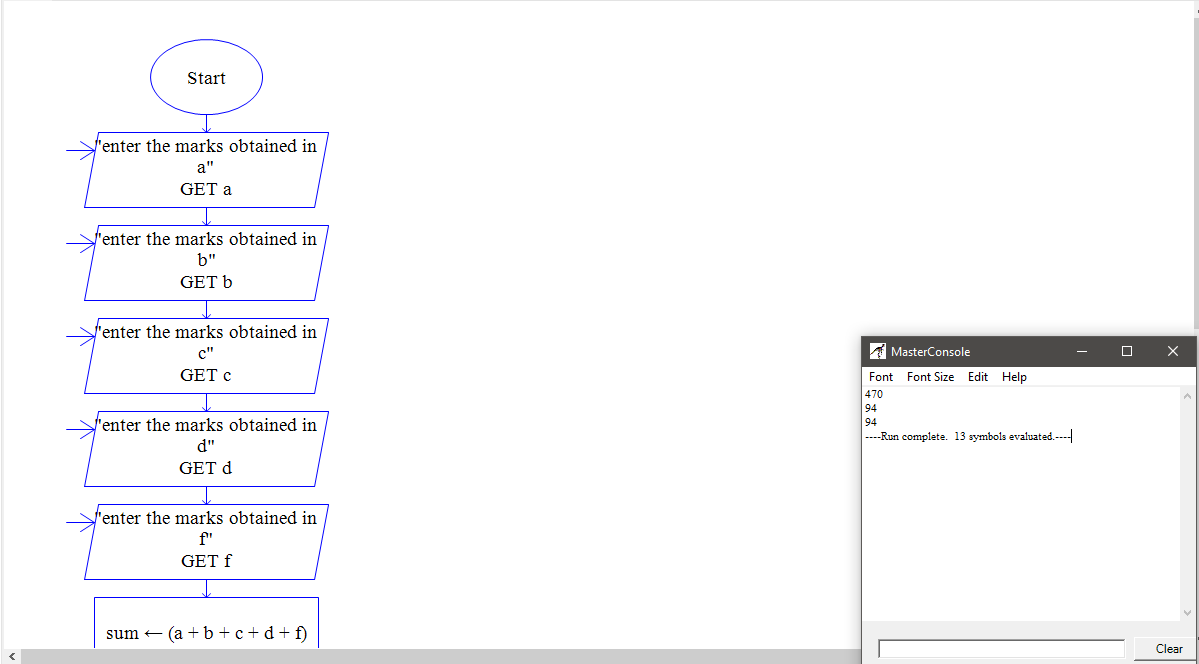 Start
"enter the marks obtained in
a"
GET a
"enter the marks obtained in
b"
GET b
"enter the marks obtained in
c"
GET c
"enter the marks obtained in
d"
GET d
"enter the marks obtained in
f"
GET f
sum ← (a + b + c + d + f)
MasterConsole
Font Font Size Edit Help
470
94
94
----Run complete.  13 symbols evaluated.----
Clear